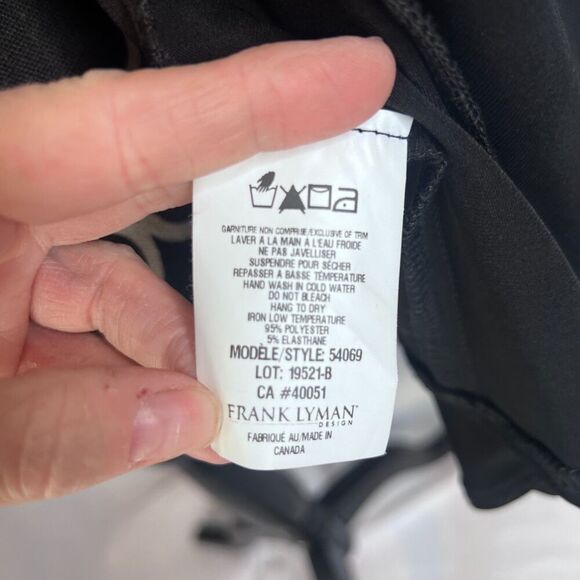 GARNITURE NON COMPRISE/EXCLUSIVE OF TRIM
LAVER A LA MAIN A L'EAU FROIDE
NE PAS JAVELLISER
SUSPENDRE POUR SÉCHER
REPASSER A BASSE TEMPÉRATURE
HAND WASH IN COLD WATER
DO NOT BLEACH
HANG TO DRY
IRON LOW TEMPERATURE
95% POLYESTER
5% ELASTHANE
MODÈLE/STYLE: 54069
LOT: 19521-B
CA #40051
FRANK LYMAN
DESIGN
FABRIQUÉ AU/MADE IN
CANADA